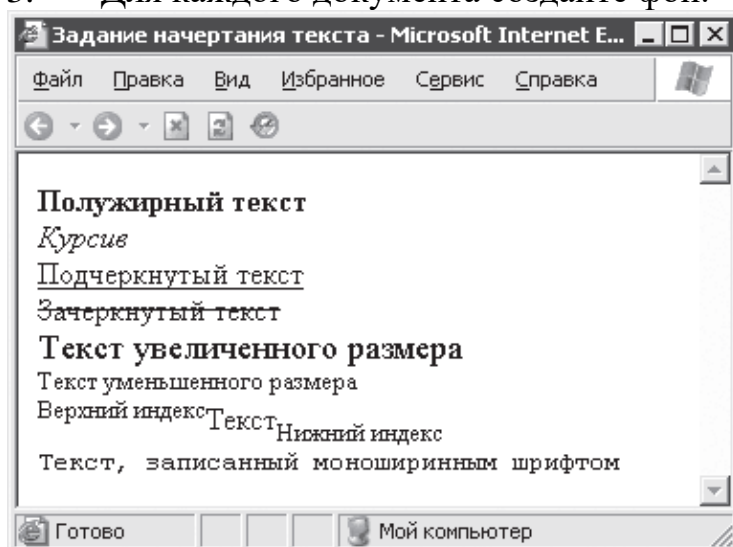 3. Для каждого документа создайте фон.
Задание начертания текста - Microsoft Internet E...
Файл Правка Вид Избранное Сервис Справка
Полужирный текст
Курсив
Подчеркнутый текст
Зачеркнутый текст
Текст увеличенного размера
Текст уменьшенного размера
Верхний индексТекстНижний индекс
Текст, записанный моноширинным шрифтом
Готово Мой компьютер